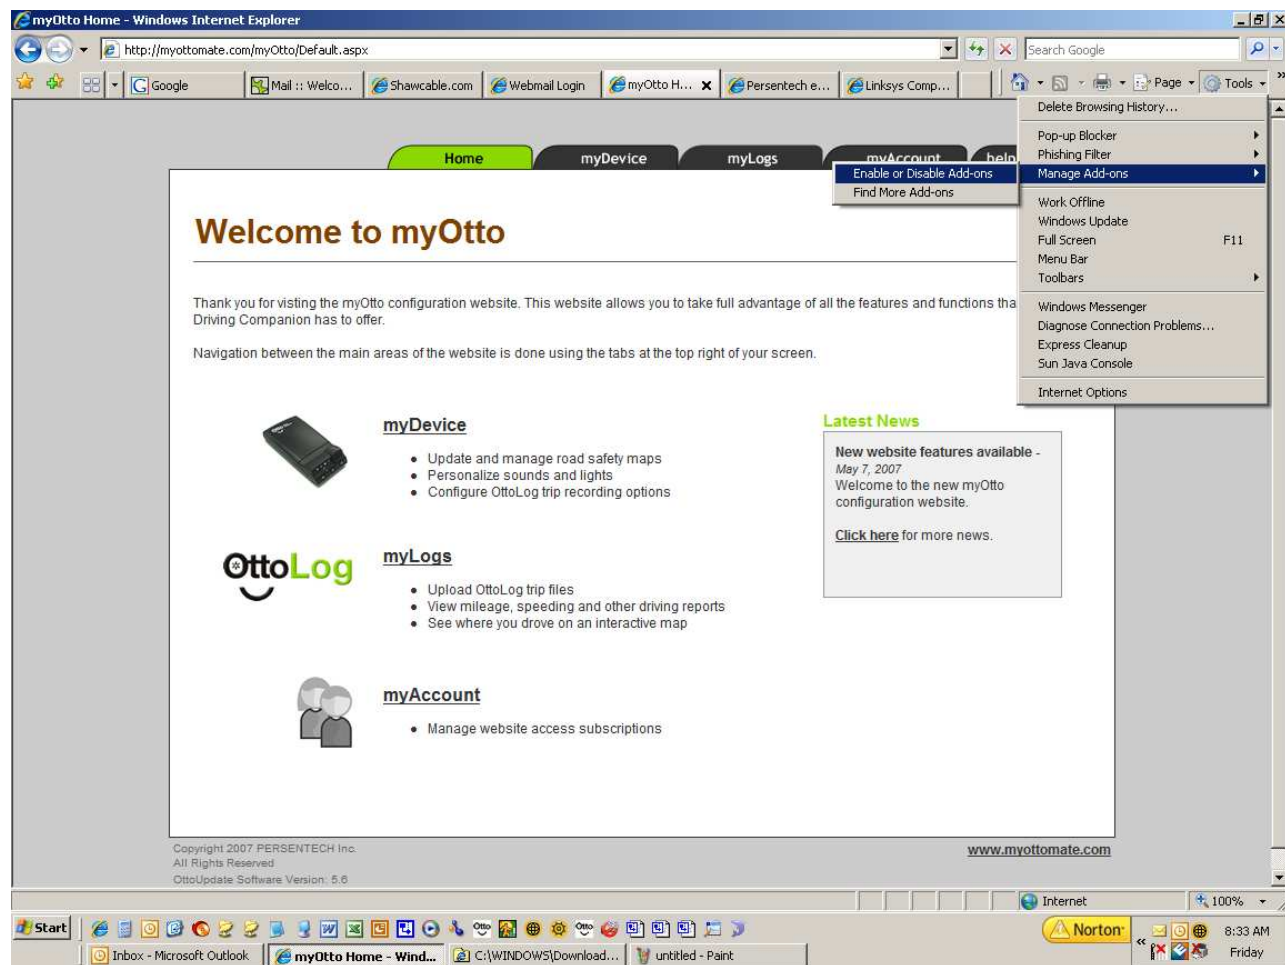 myOtto Home - Windows Internet Explorer
http://myottomate.com/myOtto/Default.aspx
Search Google
Google
Mail :: Welco...
Shawcable.com
Webmail Login
myOtto H...
Persentech e...
Linksys Comp...
Page
Tools
Delete Browsing History...
Pop-up Blocker
Phishing Filter
Manage Add-ons
Work Offline
Windows Update
Full Screen F11
Menu Bar
Toolbars
Windows Messenger
Diagnose Connection Problems...
Express Cleanup
Sun Java Console
Internet Options
Enable or Disable Add-ons
Find More Add-ons
Home
myDevice
myLogs
myAccount
help
Welcome to myOtto
Thank you for visting the myOtto configuration website. This website allows you to take full advantage of all the features and functions tha
Driving Companion has to offer.
Navigation between the main areas of the website is done using the tabs at the top right of your screen.
myDevice
Update and manage road safety maps
Personalize sounds and lights
Configure OttoLog trip recording options
OttoLog
myLogs
Upload OttoLog trip files
View mileage, speeding and other driving reports
See where you drove on an interactive map
myAccount
Manage website access subscriptions
Latest News
New website features available -
May 7, 2007
Welcome to the new myOtto
configuration website.
Click here for more news.
Copyright 2007 PERSENTECH Inc.
All Rights Reserved
OttoUpdate Software Version: 5.6
www.myottomate.com
Internet
100%
Start
Norton
8:33 AM
Friday
Inbox - Microsoft Outlook
myOtto Home - Wind...
C:\WINDOWS\Download...
untitled - Paint